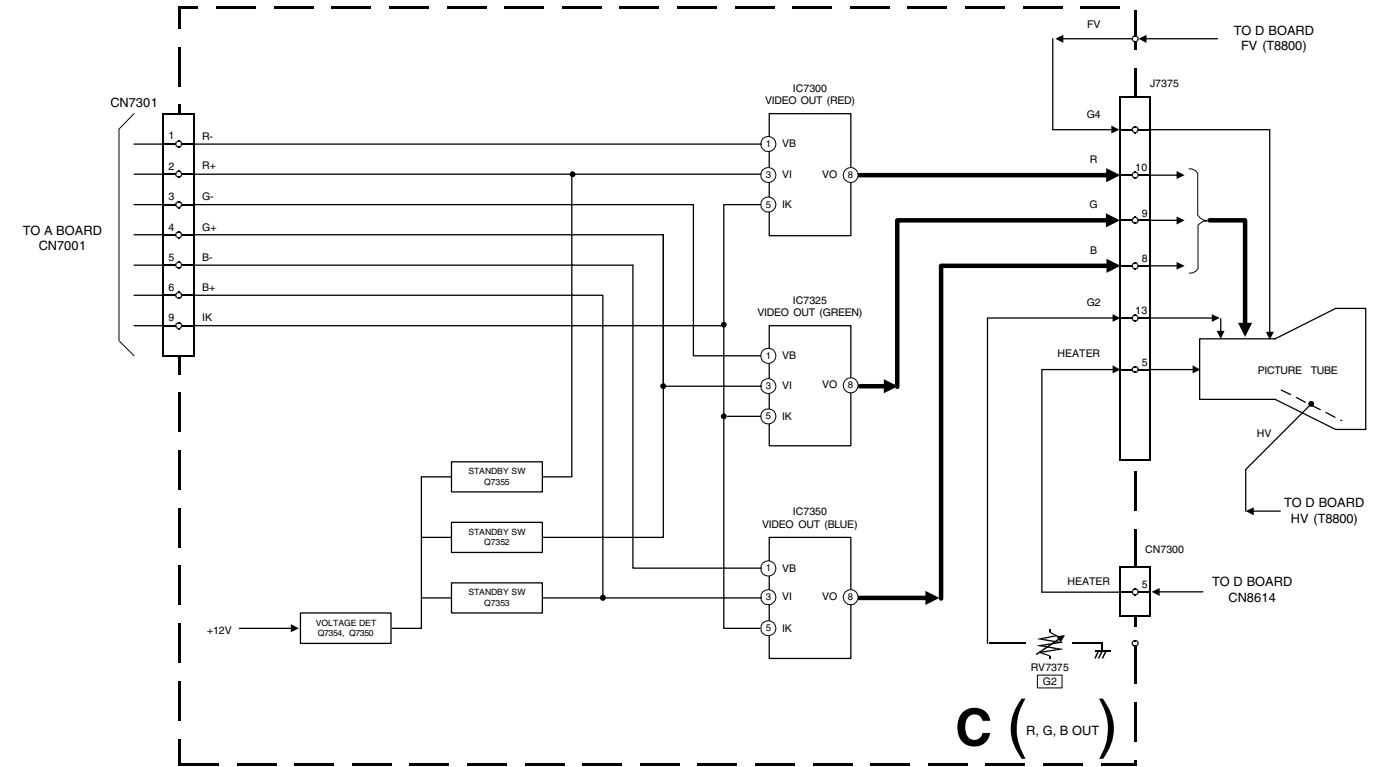 FV
TO D BOARD
FV (T8800)
J7375
CN7301
IC7300
VIDEO OUT (RED)
G4
1 R-
1 VB
2 R+
3 VI
VO 8
R
10
3 G-
5 IK
G
9
4 G+
TO A BOARD
CN7001
5 B-
B
8
6 B+
G2
13
9 IK
IC7325
VIDEO OUT (GREEN)
HEATER
5
1 VB
3 VI
VO 8
5 IK
PICTURE TUBE
HV
TO D BOARD
HV (T8800)
STANDBY SW
Q7355
STANDBY SW
Q7352
STANDBY SW
Q7353
IC7350
VIDEO OUT (BLUE)
1 VB
3 VI
VO 8
5 IK
CN7300
HEATER
5
TO D BOARD
CN8614
+12V
VOLTAGE DET
Q7354, Q7350
RV7375
G2
C (R, G, B OUT)